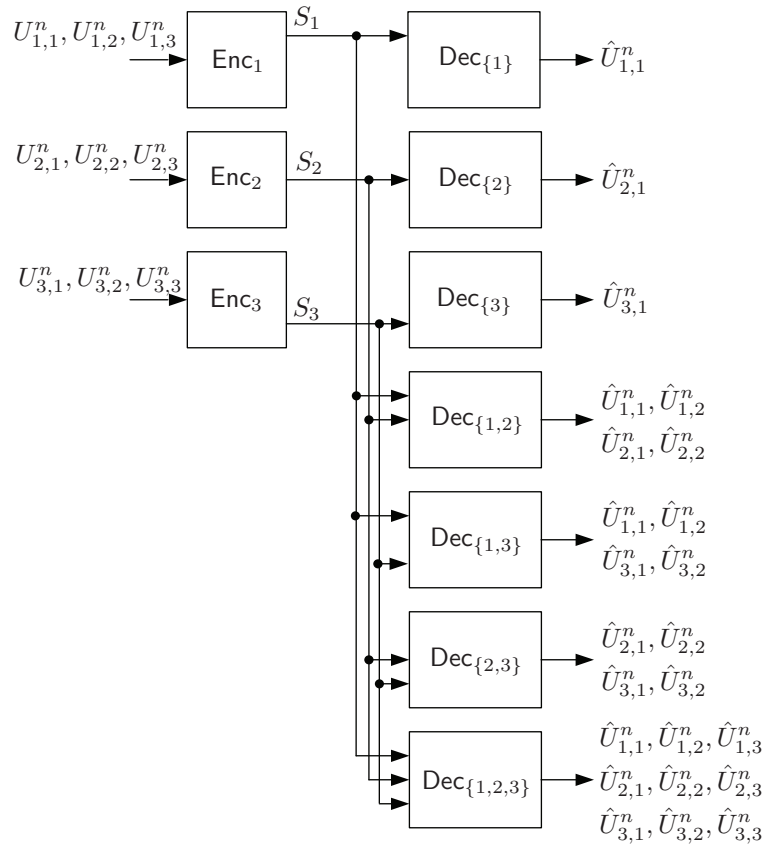 U^n_{1,1}, U^n_{1,2}, U^n_{1,3} Enc_1 S_1 Dec_{\{1\}} Û^n_{1,1}
U^n_{2,1}, U^n_{2,2}, U^n_{2,3} Enc_2 S_2 Dec_{\{2\}} Û^n_{2,1}
U^n_{3,1}, U^n_{3,2}, U^n_{3,3} Enc_3 S_3 Dec_{\{3\}} Û^n_{3,1}
Dec_{\{1,2\}}
Û^n_{1,1}, Û^n_{1,2}
Û^n_{2,1}, Û^n_{2,2}
Dec_{\{1,3\}}
Û^n_{1,1}, Û^n_{1,2}
Û^n_{3,1}, Û^n_{3,2}
Dec_{\{2,3\}}
Û^n_{2,1}, Û^n_{2,2}
Û^n_{3,1}, Û^n_{3,2}
Dec_{\{1,2,3\}}
Û^n_{1,1}, Û^n_{1,2}, Û^n_{1,3}
Û^n_{2,1}, Û^n_{2,2}, Û^n_{2,3}
Û^n_{3,1}, Û^n_{3,2}, Û^n_{3,3}